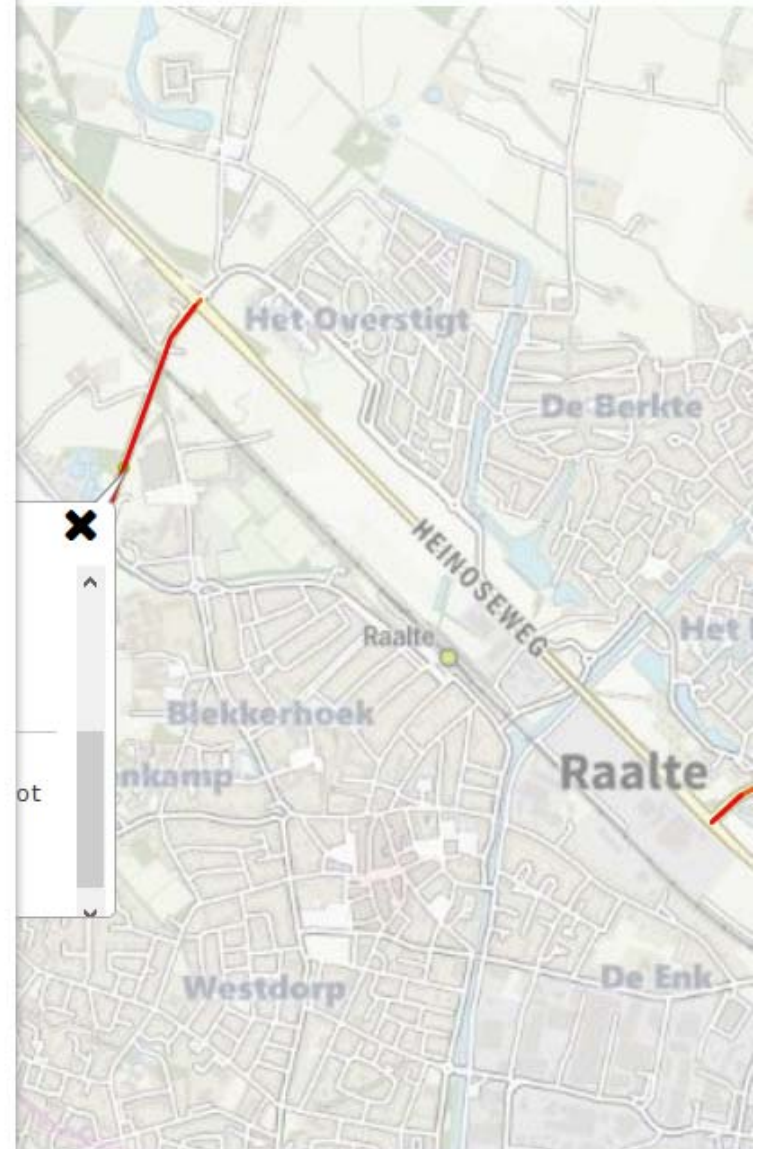 Het Overstigt
De Berkte
HEINOSEWEG
Het
Raalte
Blekkerhoek
Raalte
ot
nkamp
Westdorp
De Enk